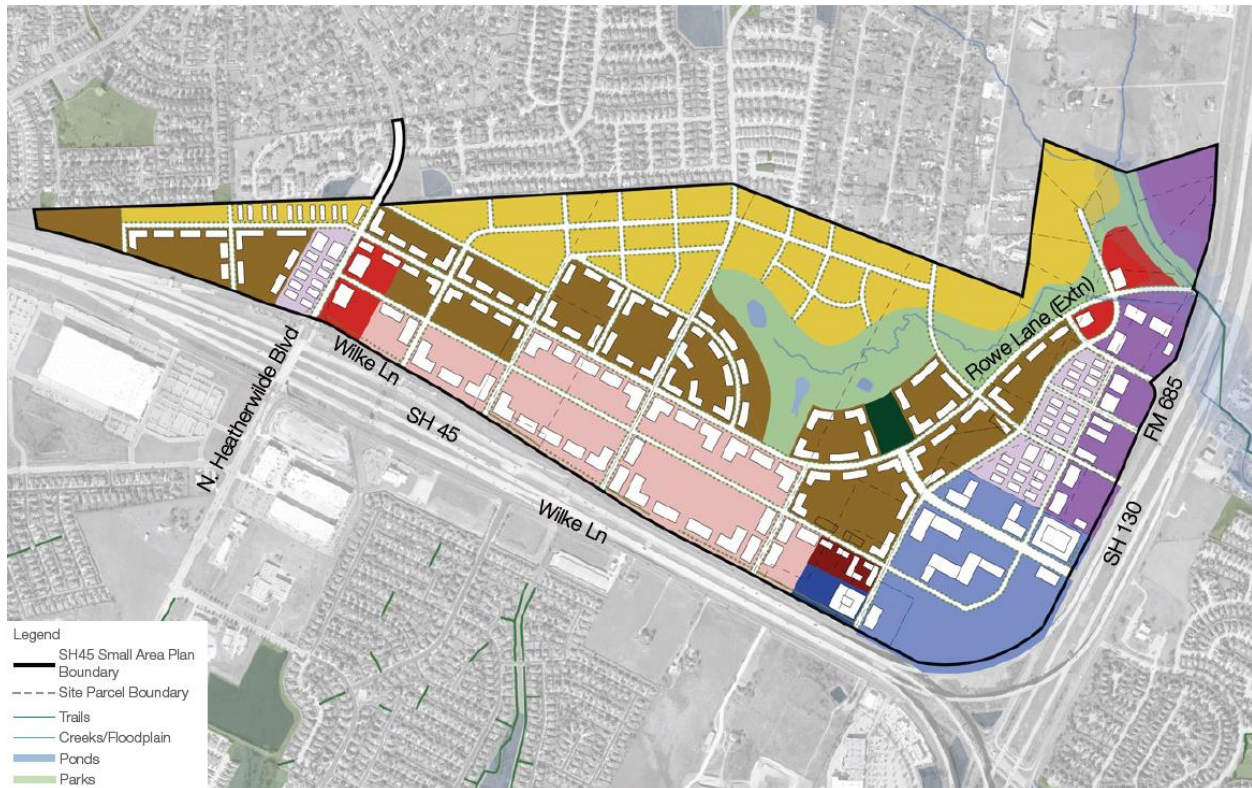 Rowe Lane (Extn)
N. Heatherwilde Blvd
Wilke Ln
SH 45
FM 685
Wilke Ln
SH 130
Legend
SH45 Small Area Plan
Boundary
Site Parcel Boundary
Trails
Creeks/Floodplain
Ponds
Parks